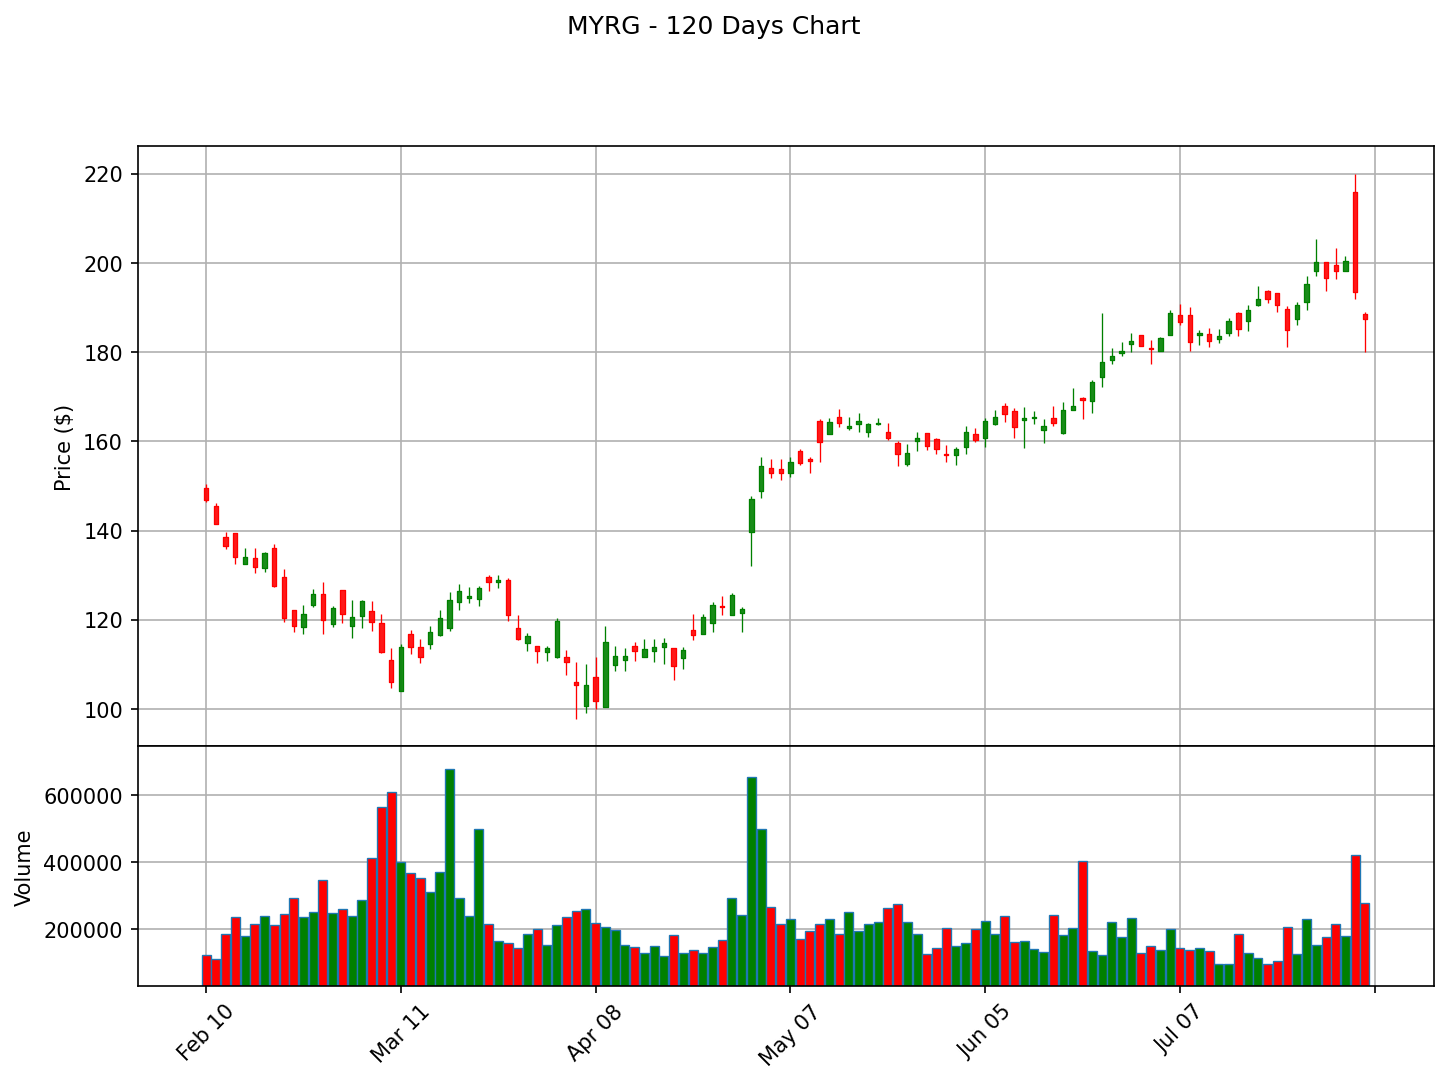 MYRG - 120 Days Chart
220
200
180
160
140
120
100
Price ($)
600000
400000
200000
Volume
Feb 10
Mar 11
Apr 08
May 07
Jun 05
Jul 07